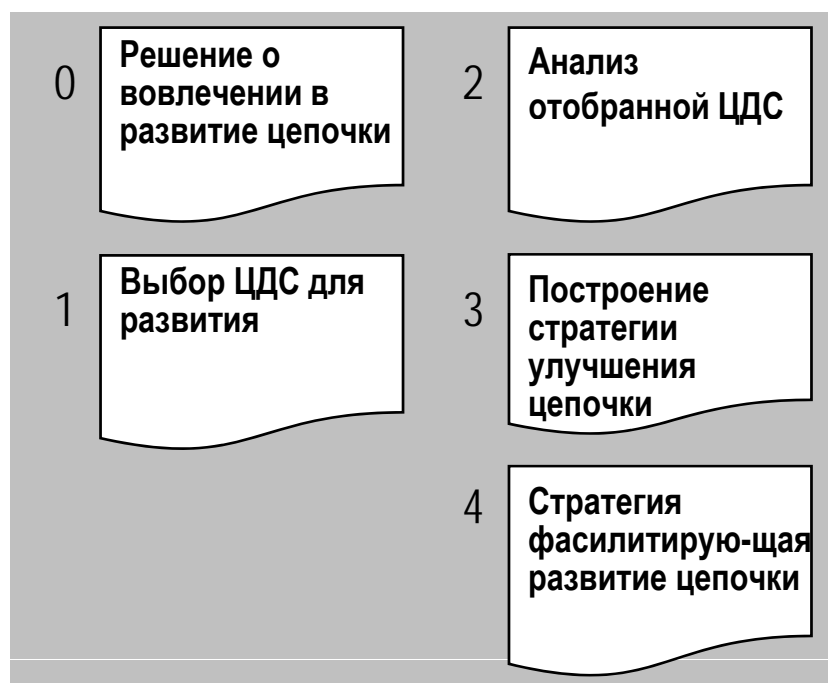 0
Решение о
вовлечении в
развитие цепочки
1
Выбор ЦДС для
развития
2
Анализ
отобранной ЦДС
3
Построение
стратегии
улучшения
цепочки
4
Стратегия
фасилитирую-щая
развитие цепочки